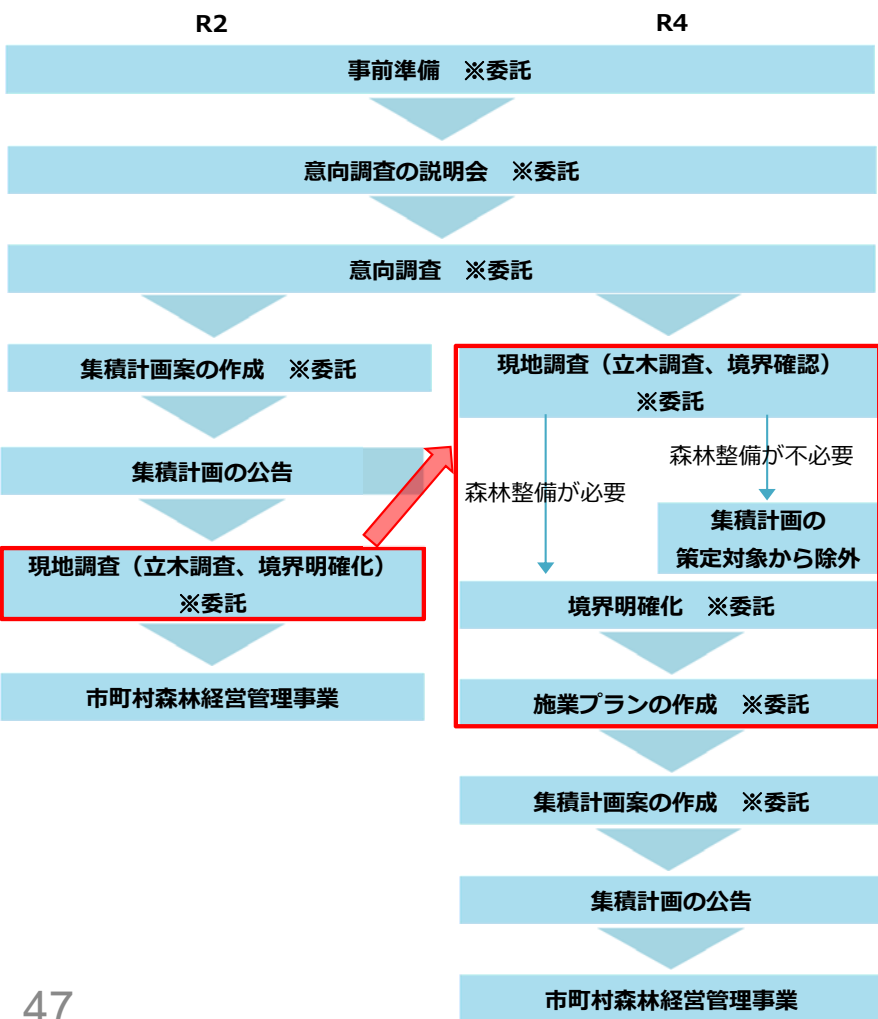 R2
R4
事前準備　※委託
意向調査の説明会　※委託
意向調査　※委託
集積計画案の作成　※委託
集積計画の公告
現地調査（立木調査、境界明確化）
※委託
市町村森林経営管理事業
現地調査（立木調査、境界確認）
※委託
森林整備が不必要
森林整備が必要
集積計画の
策定対象から除外
境界明確化　※委託
施業プランの作成　※委託
集積計画案の作成　※委託
集積計画の公告
市町村森林経営管理事業
47